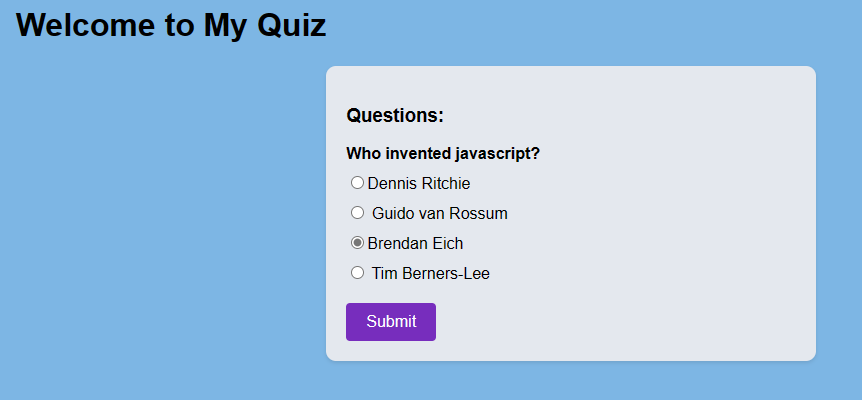 Welcome to My Quiz
Questions:
Who invented javascript?
Dennis Ritchie
Guido van Rossum
Brendan Eich
Tim Berners-Lee
Submit